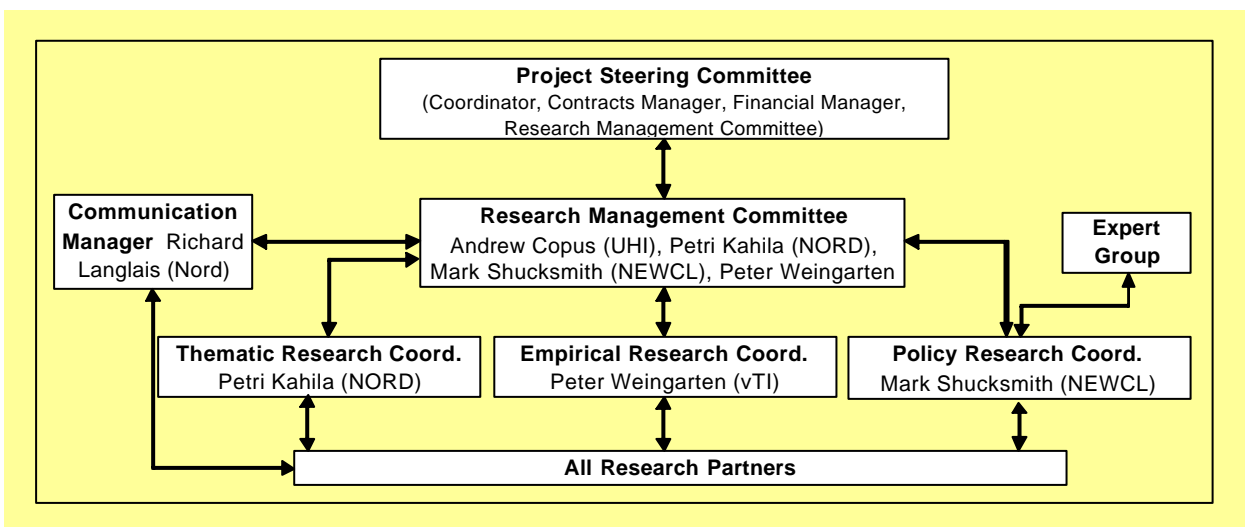 Project Steering Committee
(Coordinator, Contracts Manager, Financial Manager,
Research Management Committee)
Communication
Manager Richard
Langlais (Nord)
Research Management Committee
Andrew Copus (UHI), Petri Kahila (NORD),
Mark Shucksmith (NEWCL), Peter Weingarten
Expert
Group
Thematic Research Coord.
Petri Kahila (NORD)
Empirical Research Coord.
Peter Weingarten (vTI)
Policy Research Coord.
Mark Shucksmith (NEWCL)
All Research Partners